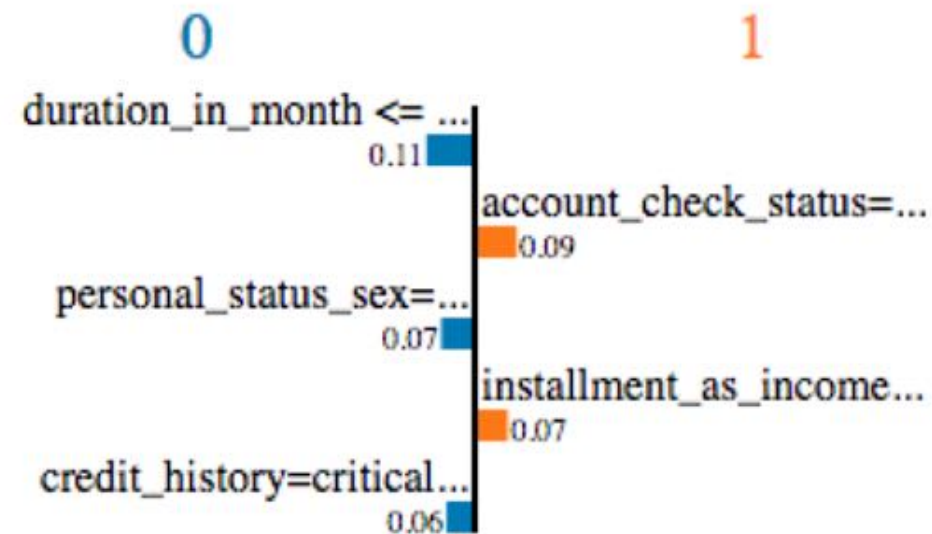 0 1
duration_in_month <= ...
0.11
account_check_status=...
0.09
personal_status_sex=...
0.07
installment_as_income...
0.07
credit_history=critical...
0.06